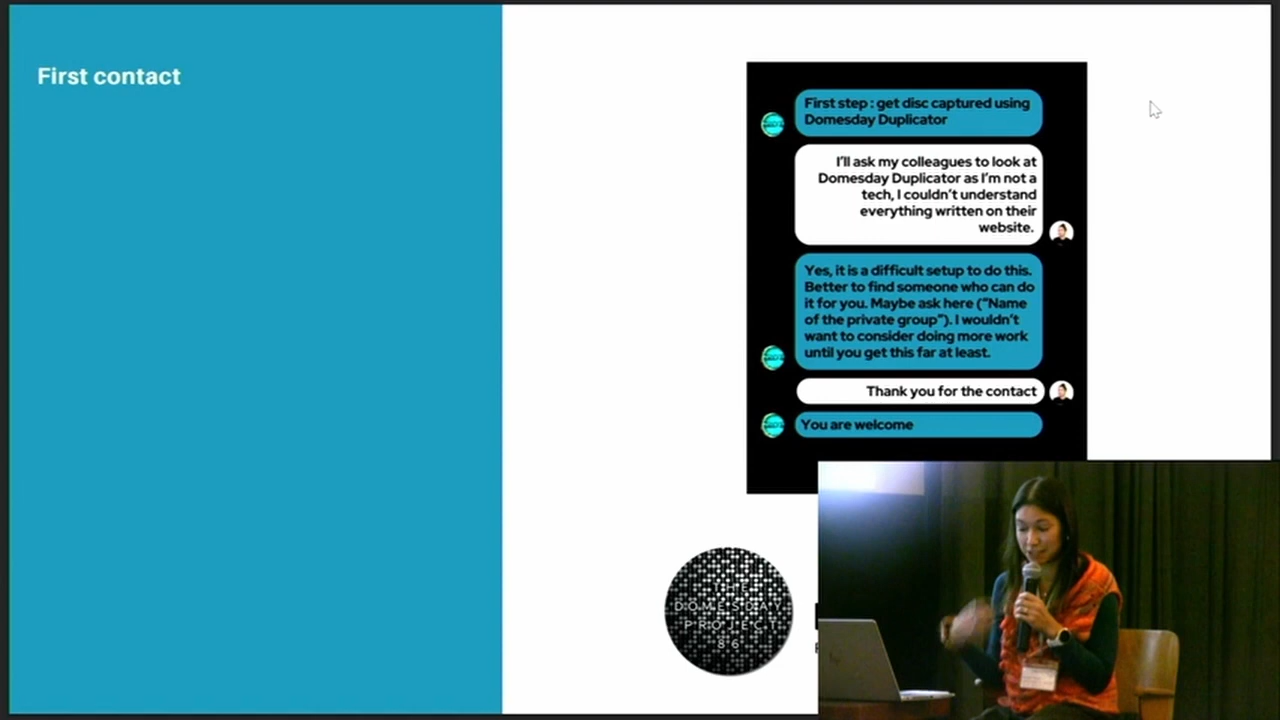 First contact
First step : get disc captured using
Domesday Duplicator
I'll ask my colleagues to look at
Domesday Duplicator as I'm not a
tech, I couldn't understand
everything written on their
website.
Yes, it is a difficult setup to do this.
Better to find someone who can do
it for you. Maybe ask here ("Name
of the private group"). I wouldn't
want to consider doing more work
until you get this far at least.
Thank you for the contact
You are welcome
THE
DOMESDAY
PROJECT
86